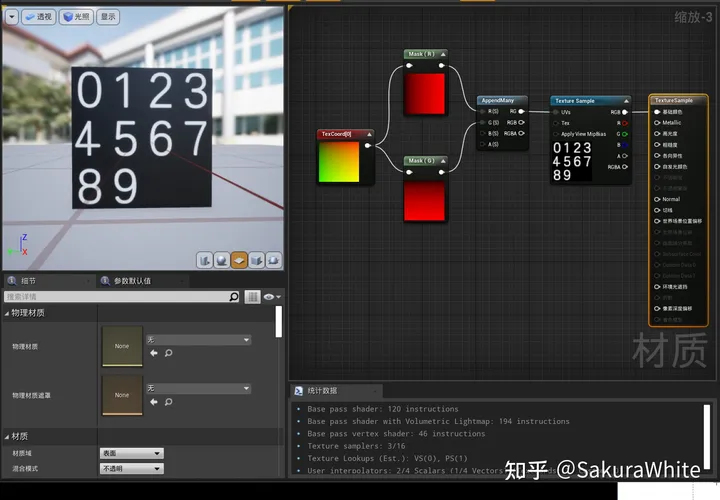 透视
光照
显示
缩放-3
0123
4567
89
Mask ( R )
TexCoord[0]
Mask ( G )
AppendMany
R(S) RG
G (S) RGB
B(S) RGBA
A(S)
Texture Sample
UVs RGB
Tex R
Apply View MipBias G
B
A
RGBA
0123
4567
89
TextureSample
基础颜色
Metallic
高光度
粗糙度
各向异性
自发光颜色
Normal
切线
世界场景位置偏移
环境光遮挡
像素深度偏移
材质
Z
X
细节
参数默认值
搜索详情
物理材质
物理材质
None
无
物理材质遮罩
None
无
材质
材质域
表面
混合模式
不透明
统计数据
Base pass shader: 120 instructions
Base pass shader with Volumetric Lightmap: 194 instructions
Base pass vertex shader: 46 instructions
Texture samplers: 3/16
Texture Lookups (Est.): VS(0), PS(1)
User interpolators: 2/4 Scalars (1/4 Vectors
知乎 @SakuraWhite